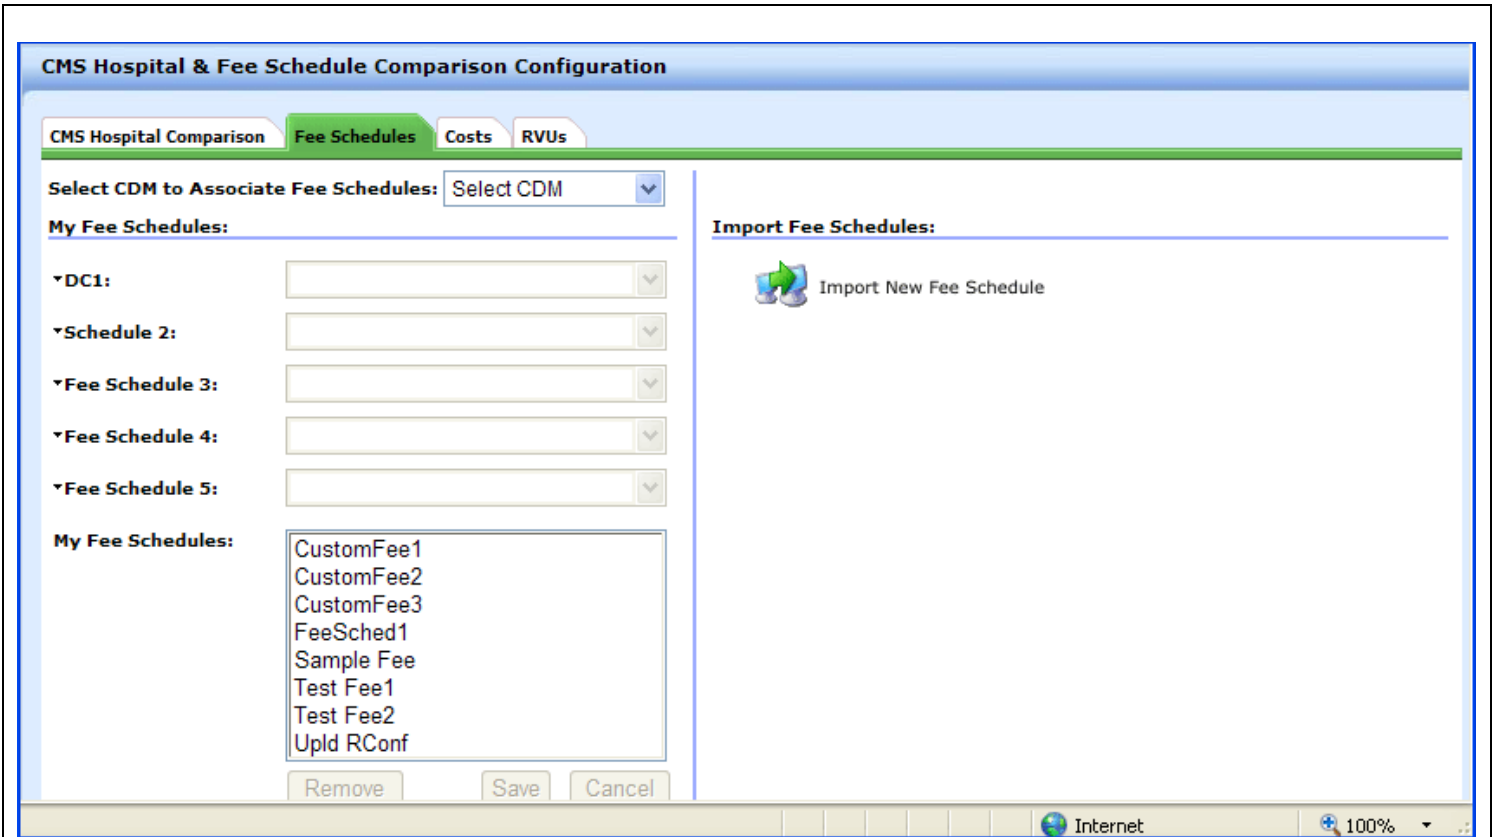 CMS Hospital & Fee Schedule Comparison Configuration
CMS Hospital Comparison Fee Schedules Costs RVUs
Select CDM to Associate Fee Schedules: Select CDM
My Fee Schedules:
DC1:
Schedule 2:
Fee Schedule 3:
Fee Schedule 4:
Fee Schedule 5:
My Fee Schedules:
CustomFee1
CustomFee2
CustomFee3
FeeSched1
Sample Fee
Test Fee1
Test Fee2
Upld RConf
Remove Save Cancel
Import Fee Schedules:
Import New Fee Schedule
Internet 100%